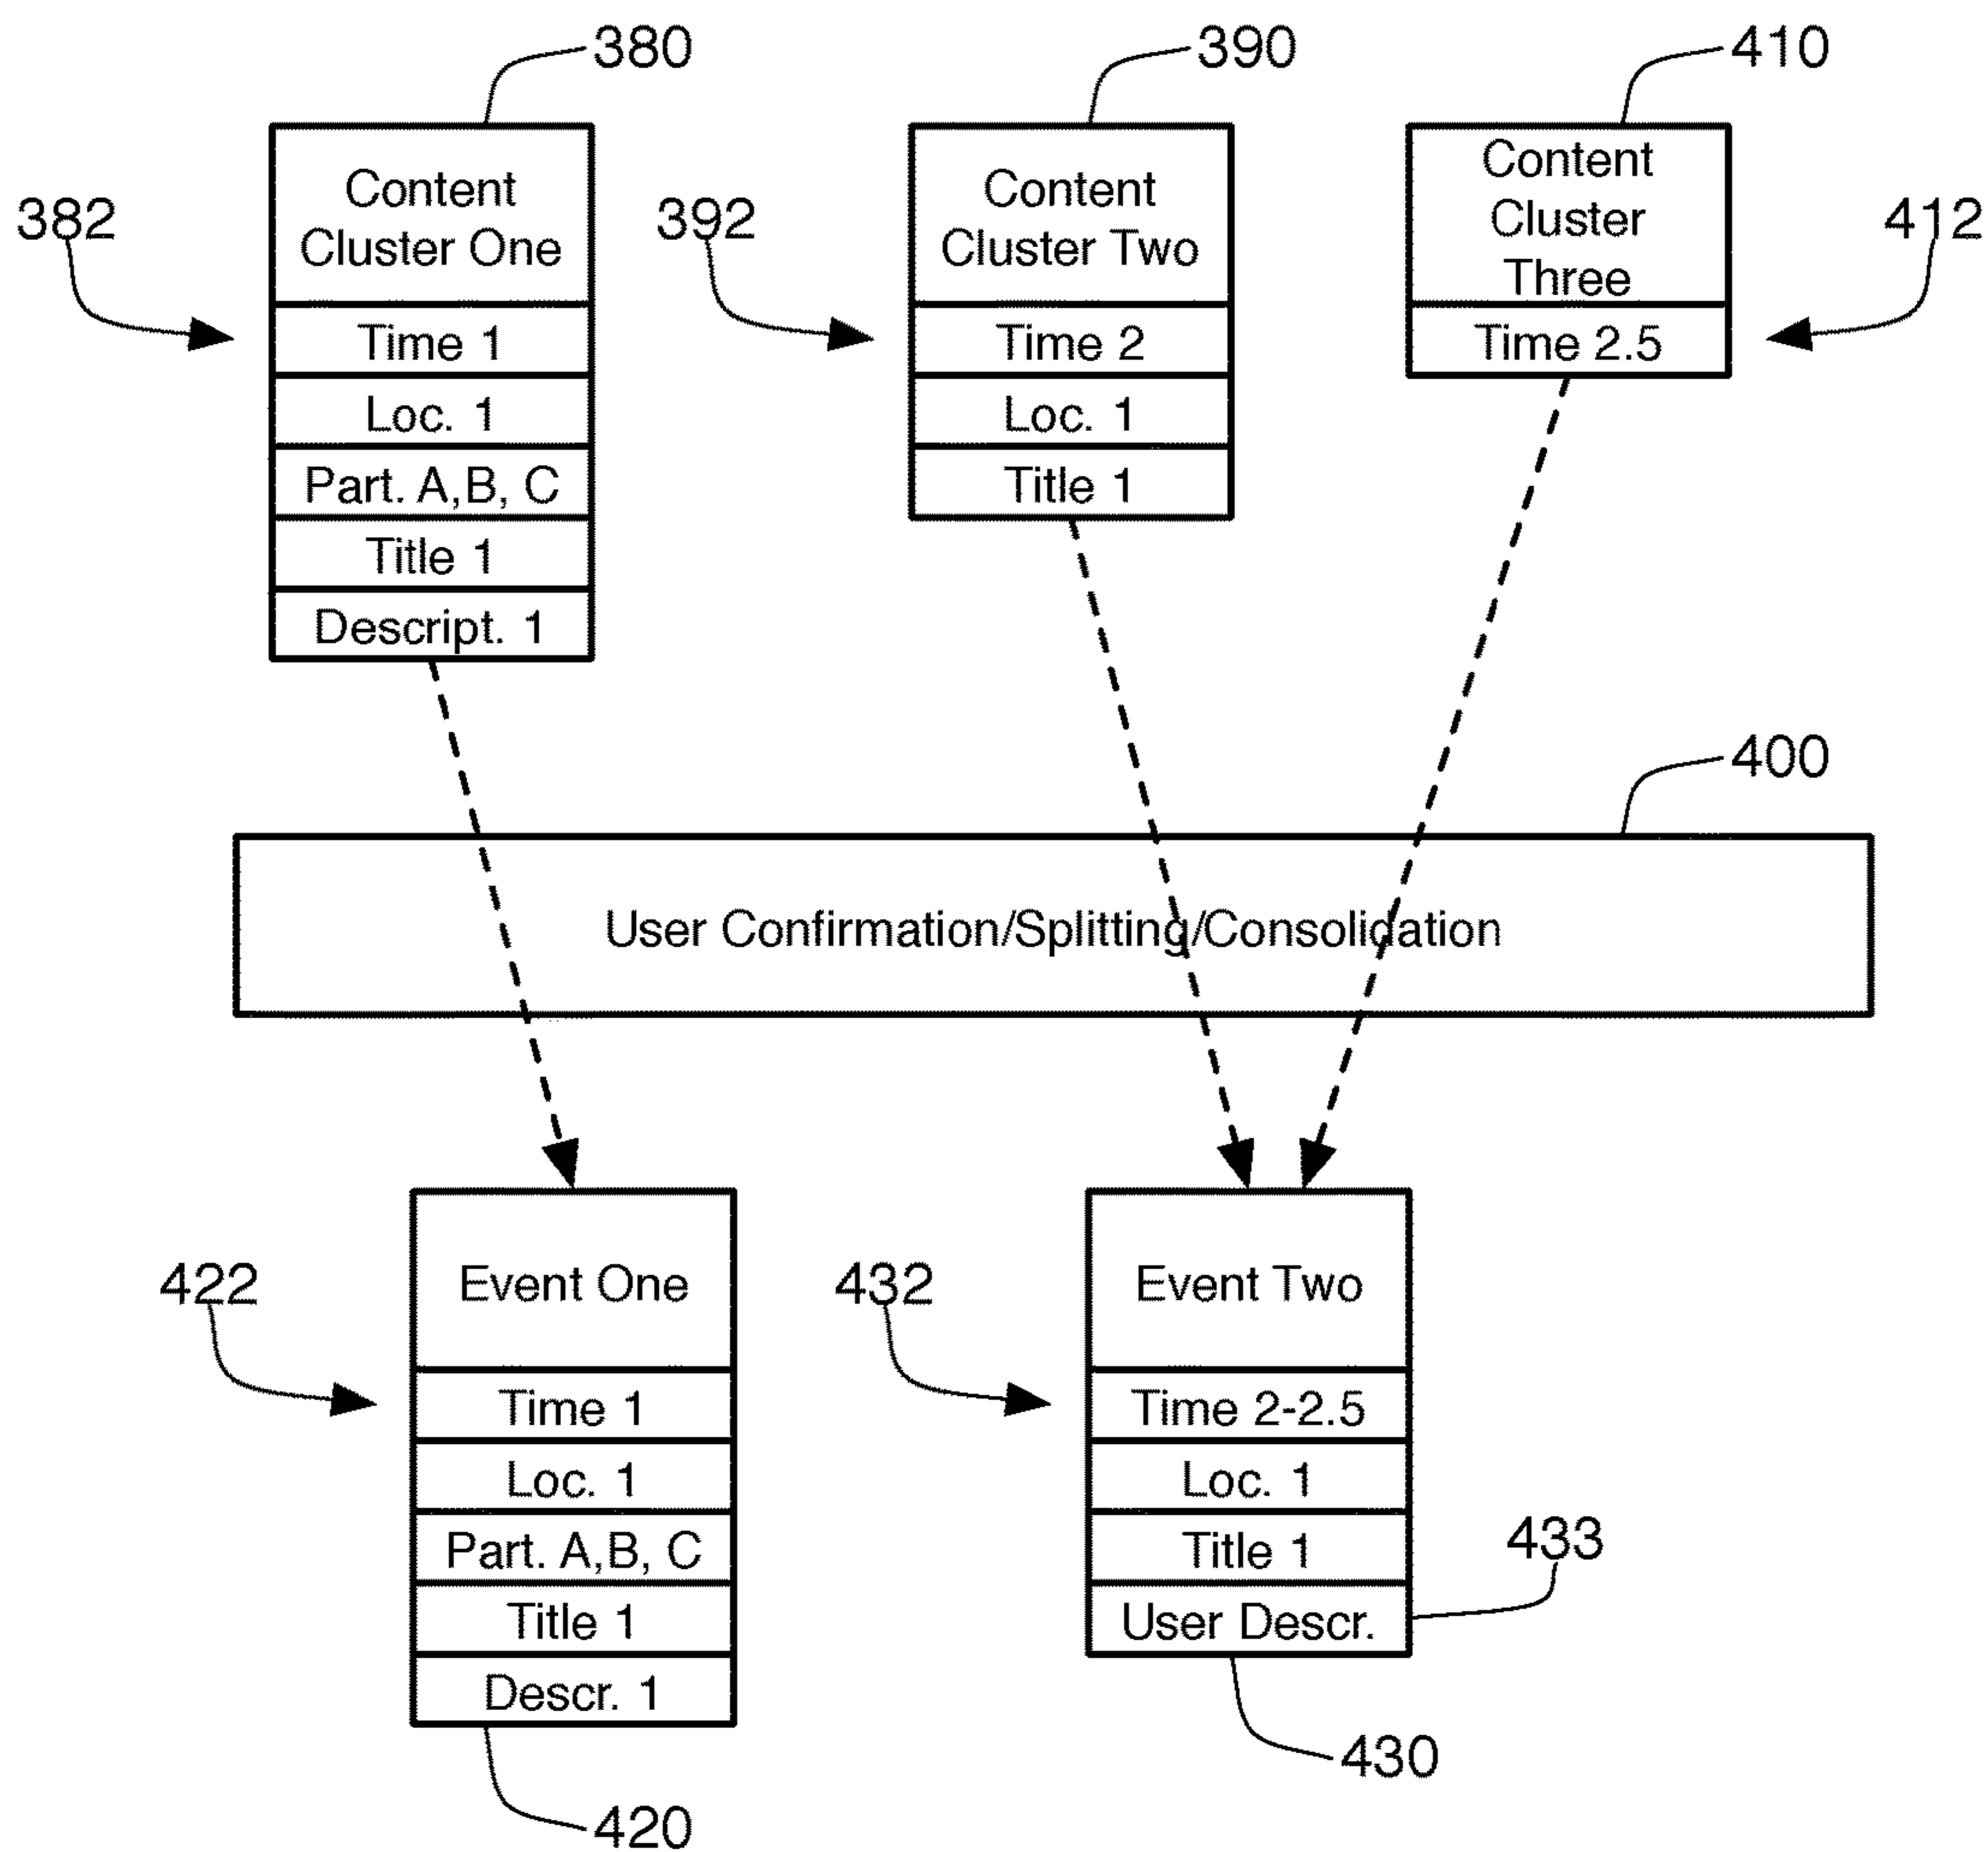 380
390
410
382
Content
Cluster One
Time 1
Loc. 1
Part. A,B, C
Title 1
Descript. 1
392
Content
Cluster Two
Time 2
Loc. 1
Title 1
Content
Cluster
Three
Time 2.5
412
400
User Confirmation/Splitting/Consolidation
422
Event One
Time 1
Loc. 1
Part. A,B, C
Title 1
Descr. 1
420
432
Event Two
Time 2-2.5
Loc. 1
Title 1
User Descr.
433
430